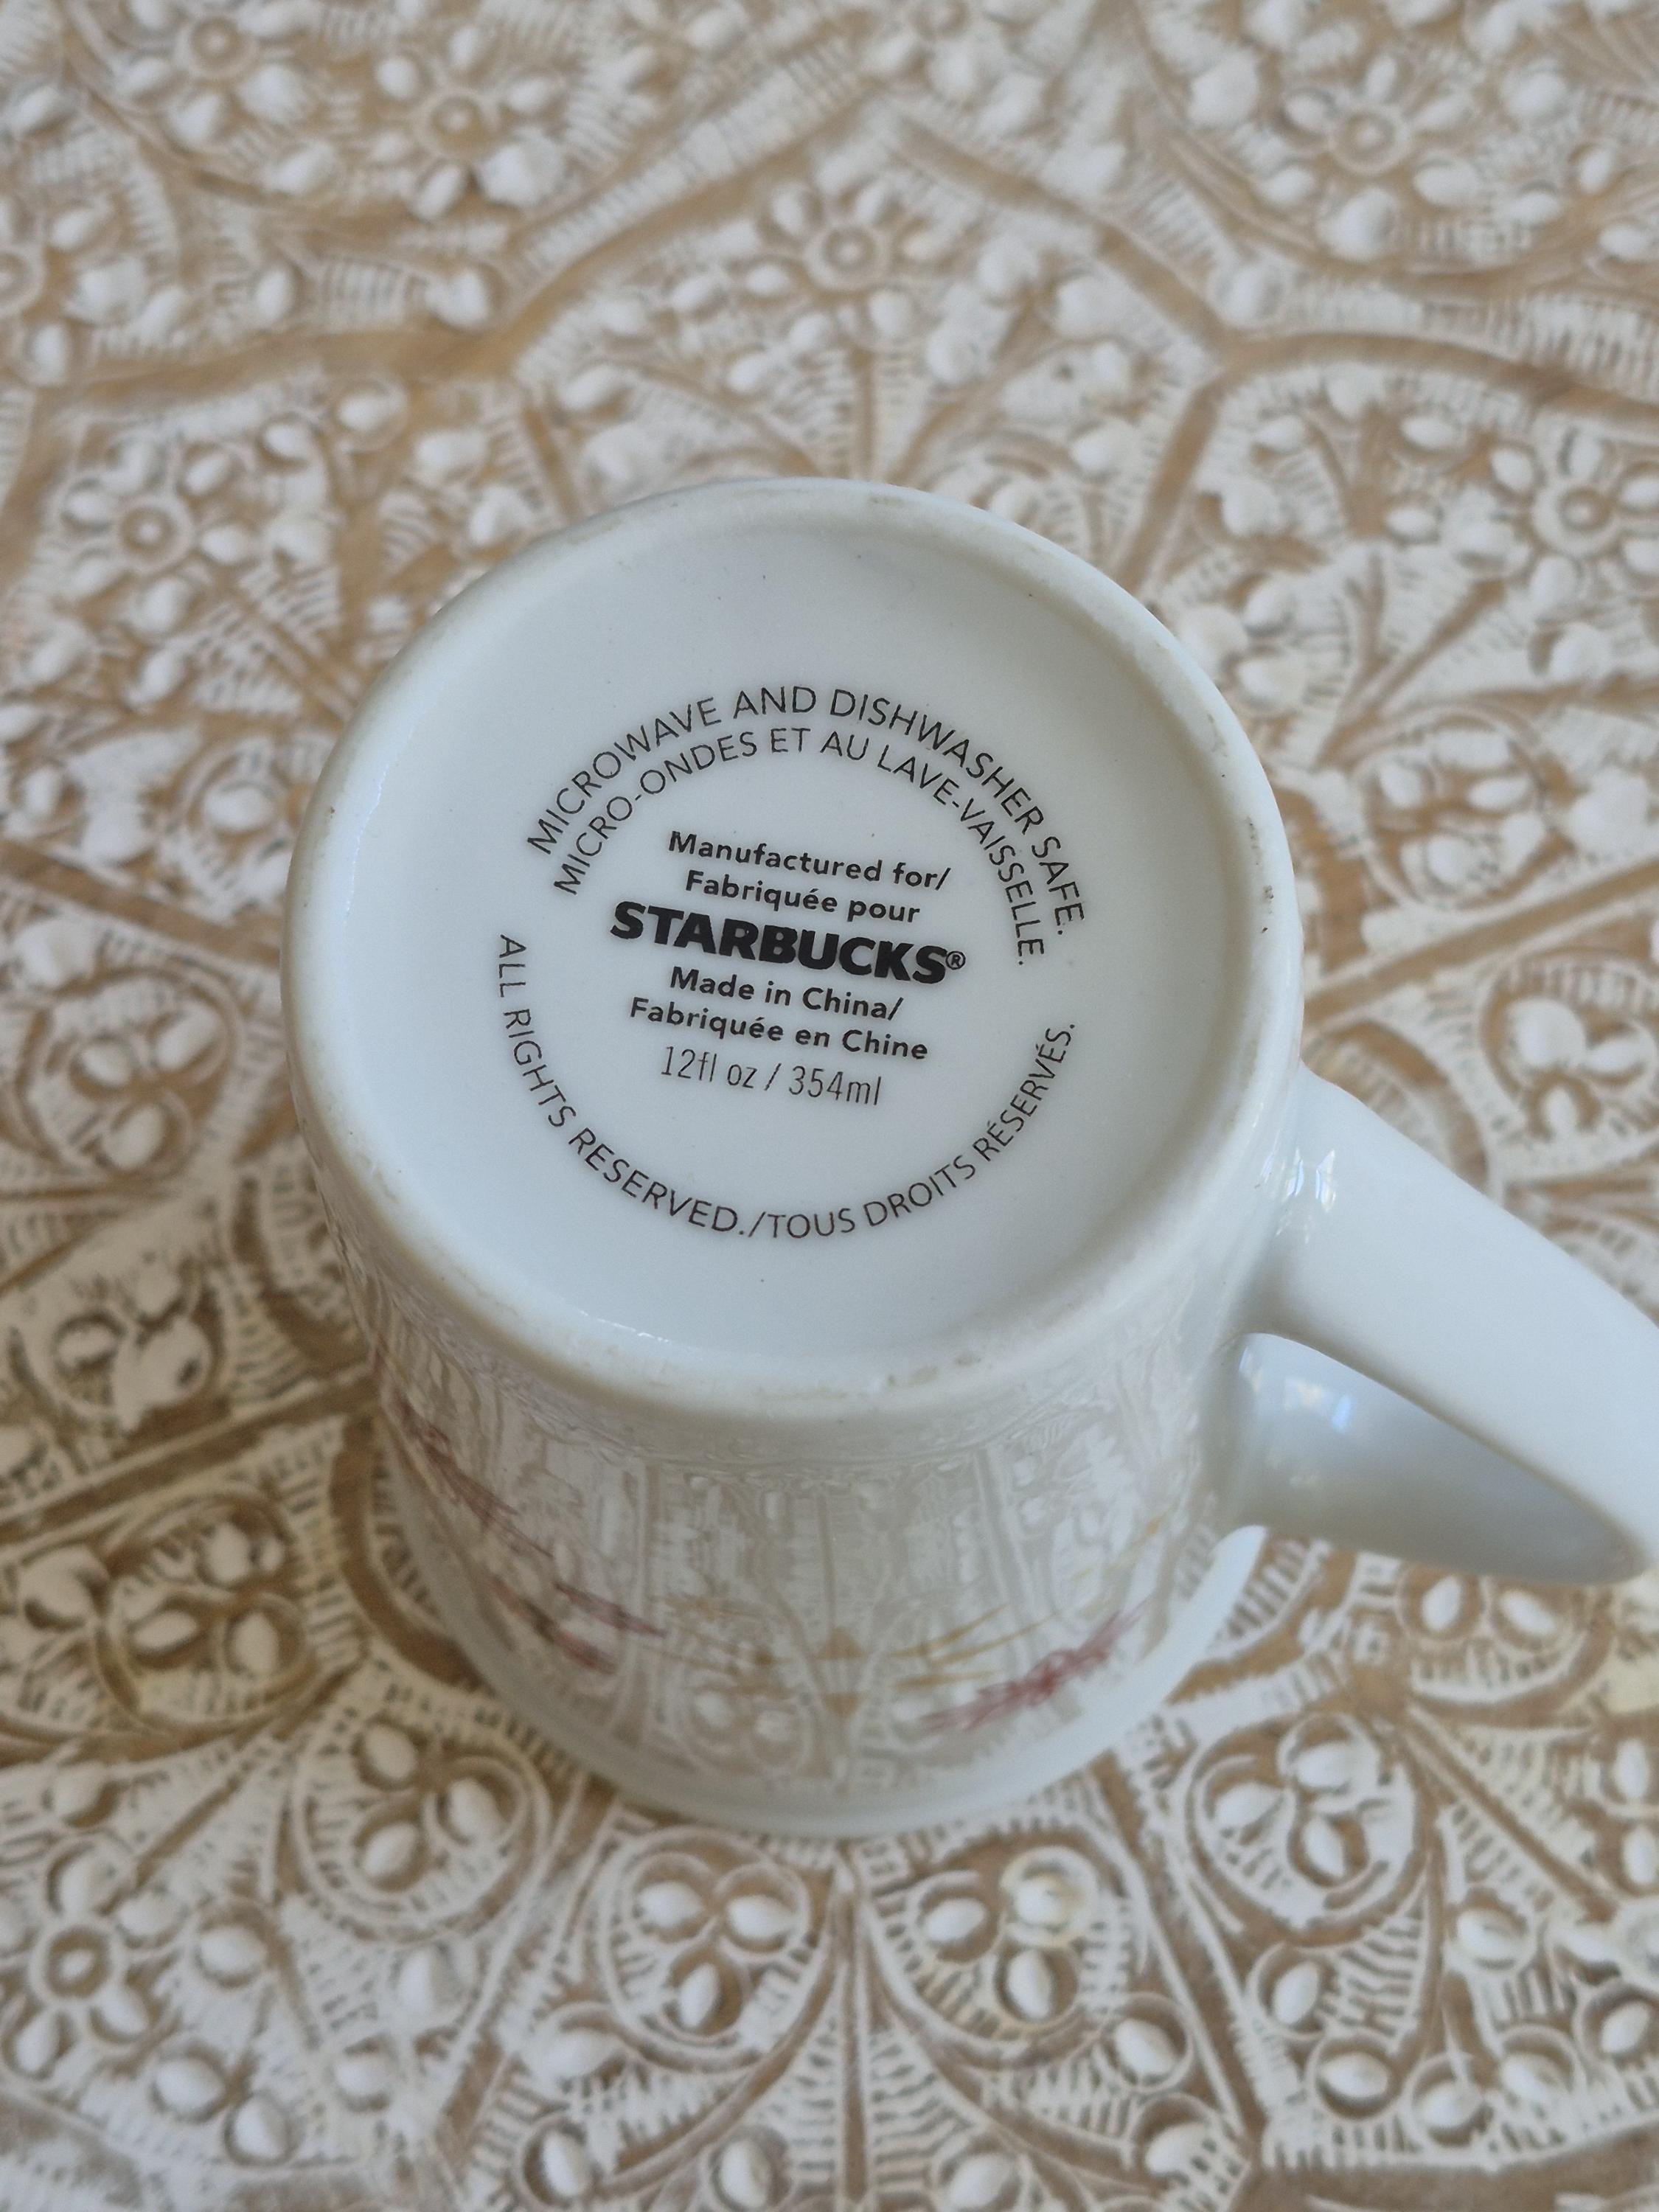 MICROWAVE AND DISHWASHER SAFE.
MICRO-ONDES ET AU LAVE-VAISSELLE.
Manufactured for/
Fabriquée pour
STARBUCKS®
Made in China/
Fabriquée en Chine
12fl oz / 354ml
ALL RIGHTS RESERVED./TOUS DROITS RÉSERVÉS.